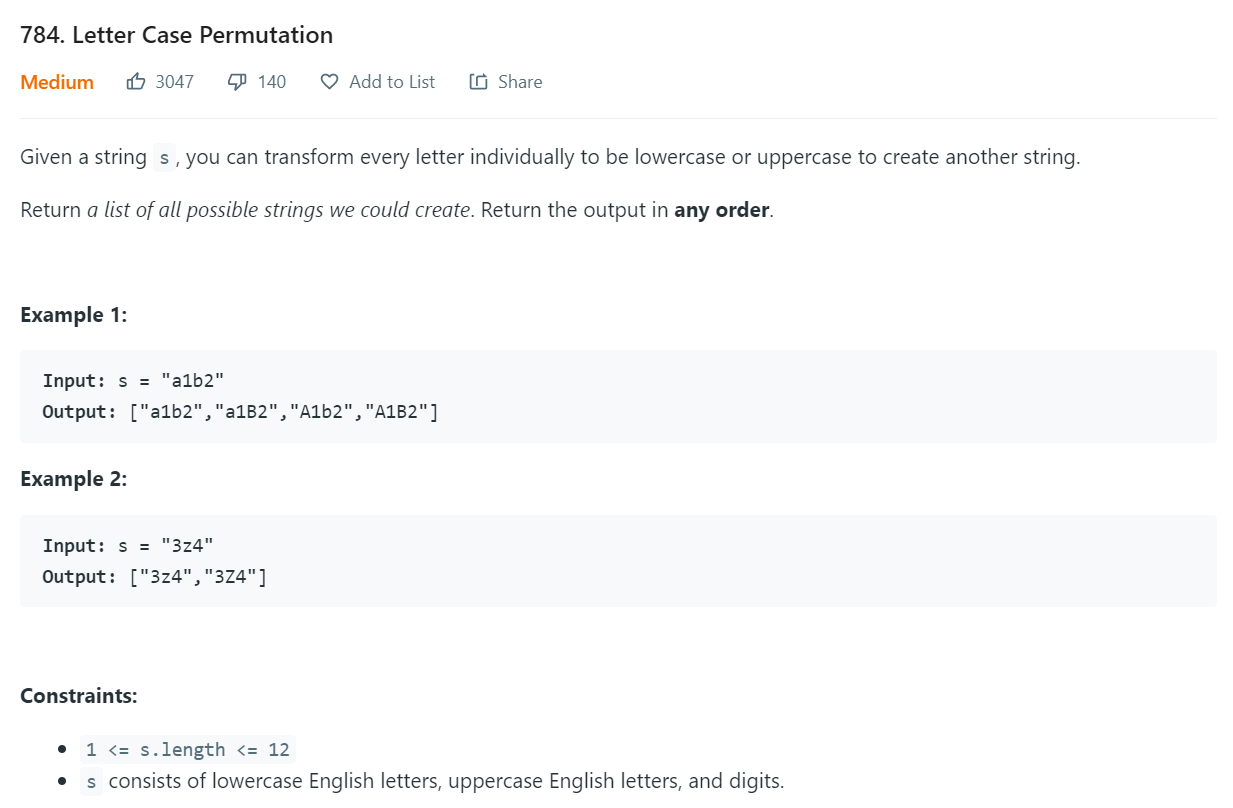 784. Letter Case Permutation
Medium 3047 140 Add to List Share
Given a string s, you can transform every letter individually to be lowercase or uppercase to create another string.
Return a list of all possible strings we could create. Return the output in any order.
Example 1:
Input: s = "a1b2"
Output: ["a1b2","a1B2","A1b2","A1B2"]
Example 2:
Input: s = "3z4"
Output: ["3z4","3Z4"]
Constraints:
• 1 <= s.length <= 12
• s consists of lowercase English letters, uppercase English letters, and digits.